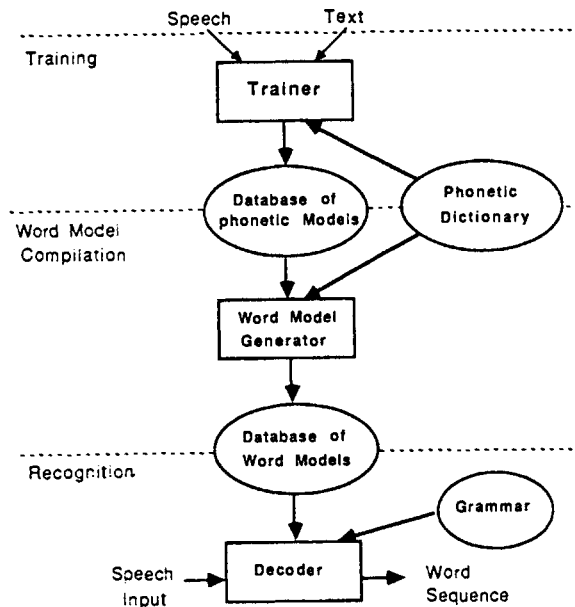 Speech
Text
Training
Trainer
Database of
phonetic Models
Phonetic
Dictionary
Word Model
Compilation
Word Model
Generator
Database of
Word Models
Recognition
Grammar
Speech
Input
Decoder
Word
Sequence